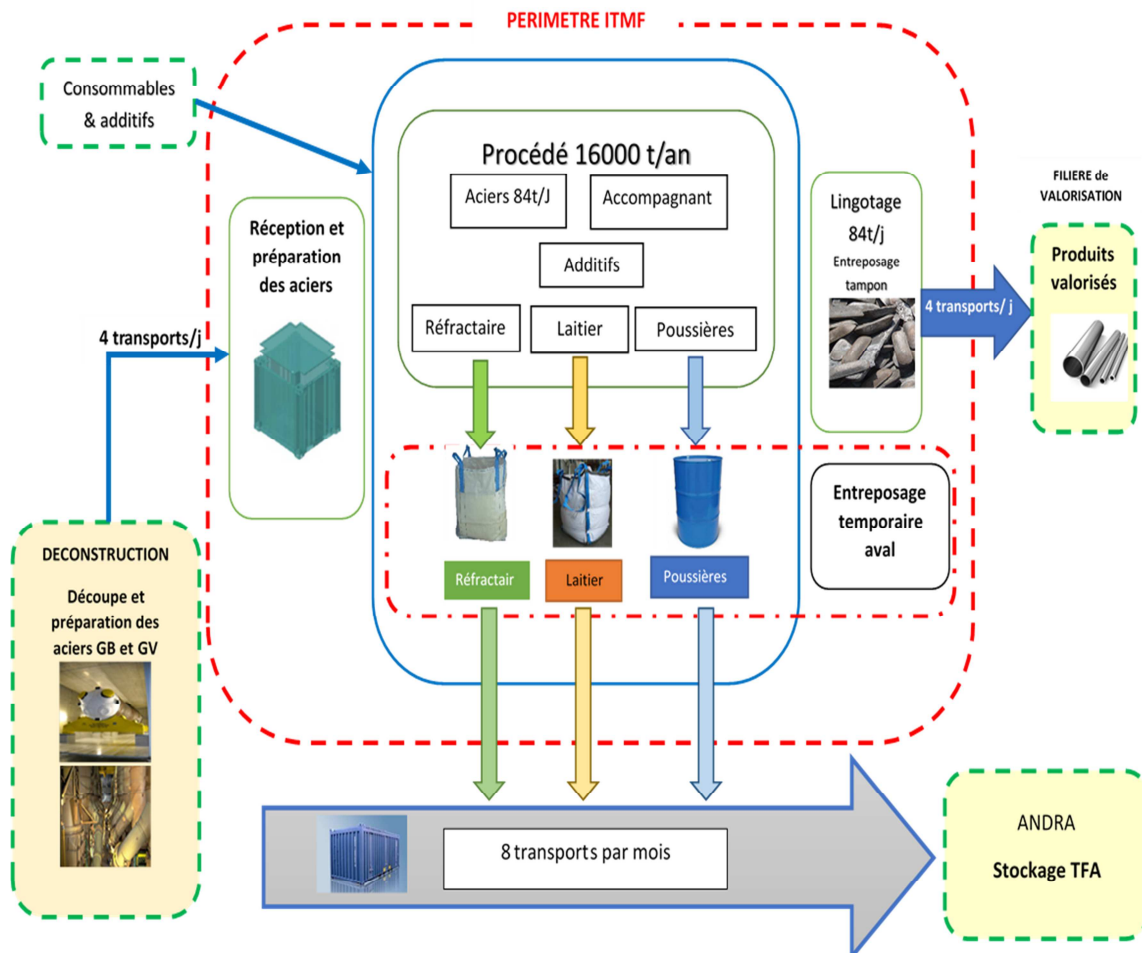 PERIMETRE ITMF
Consommables
& additifs
Procédé 16000 t/an
Aciers 84t/J
Accompagnant
Additifs
Réfractaire
Laitier
Poussières
Réception et
préparation
des aciers
4 transports/j
Lingotage
84t/j
Entreposage
tampon
4 transports/ j
FILIERE de
VALORISATION
Produits
valorisés
Entreposage
temporaire
aval
Réfractair
Laitier
Poussières
DÉCONSTRUCTION
Découpe et
préparation des
aciers GB et GV
8 transports par mois
ANDRA
Stockage TFA